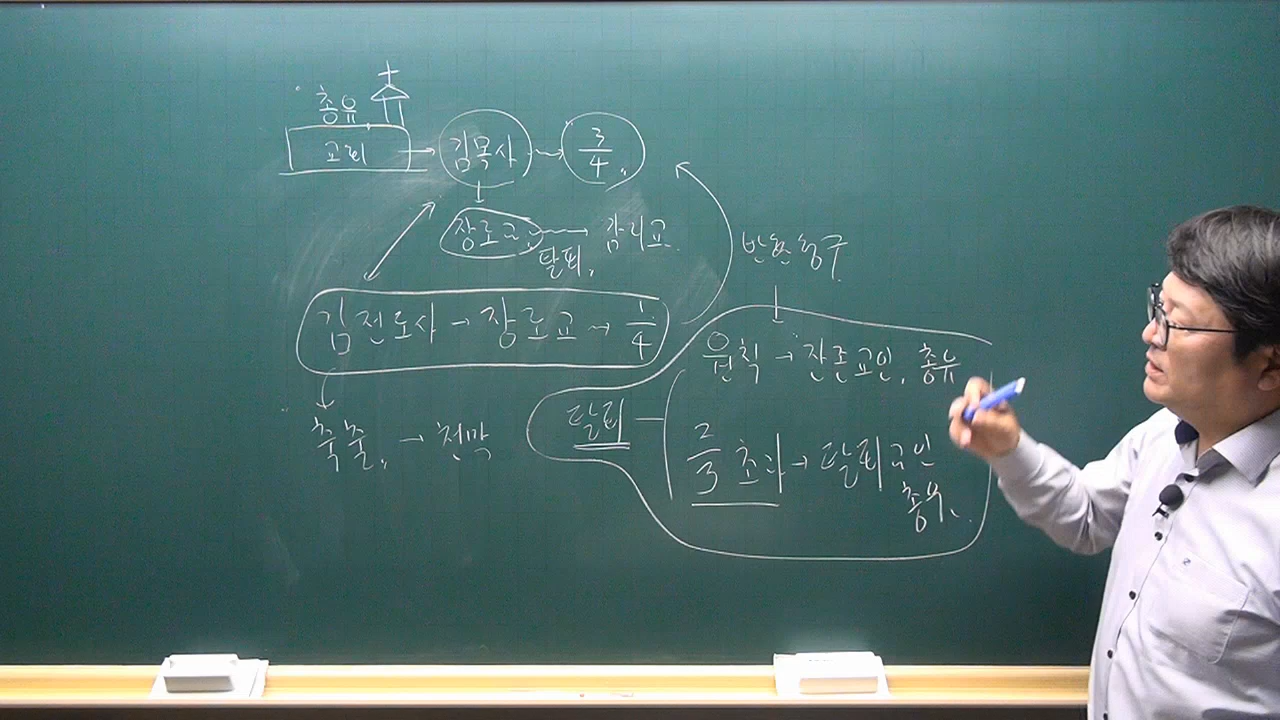 총유
교회 → 김목사 → 3/4
장로교 → 감리교
탈퇴
반환청구
김전도사 → 장로교 → 1/4
원칙 → 잔존교인, 총유
탈퇴
축출 → 천막
2/3 초과 → 탈퇴교인
총유